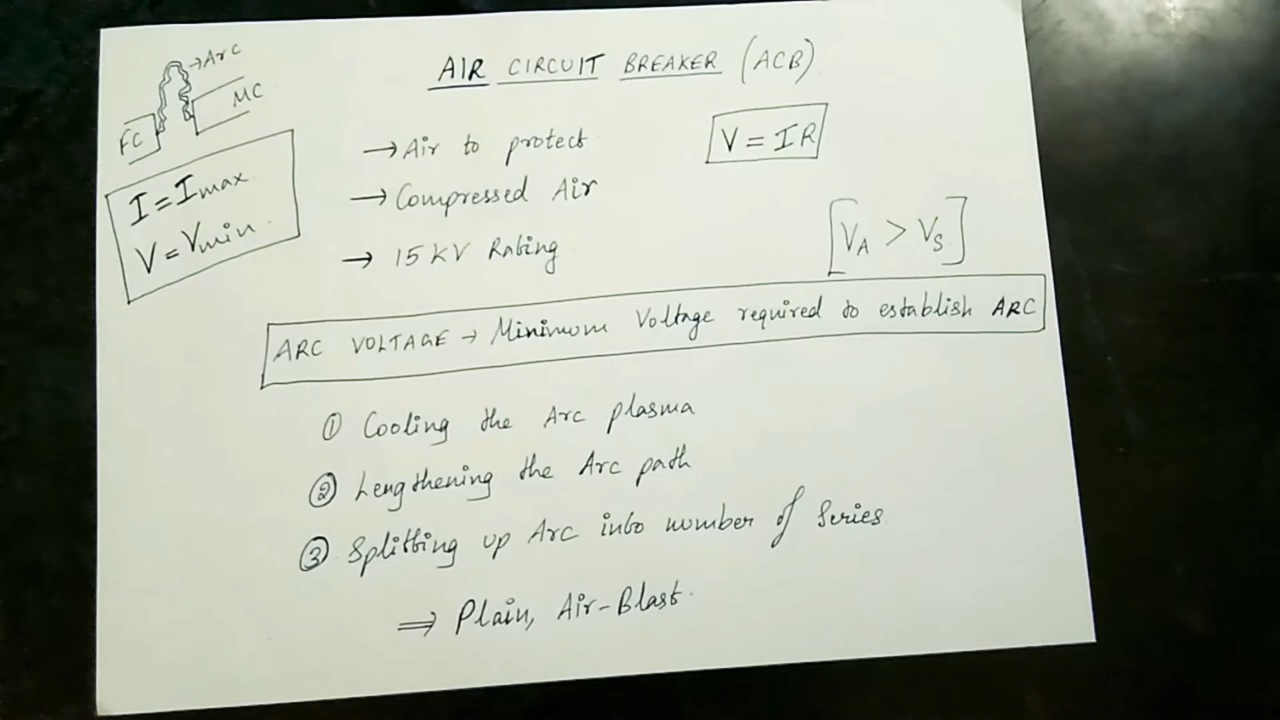 AIR CIRCUIT BREAKER (ACB)
→Arc
FC
MC
I = Imax
V = Vmin.
→ Air to protect
→ Compressed Air
→ 15 kV Rating
V = IR
[VA > VS]
ARC VOLTAGE → Minimum Voltage required to establish ARC
① Cooling the Arc plasma
② Lengthening the Arc path
③ Splitting up Arc into number of Series
⇒ Plain, Air-Blast.